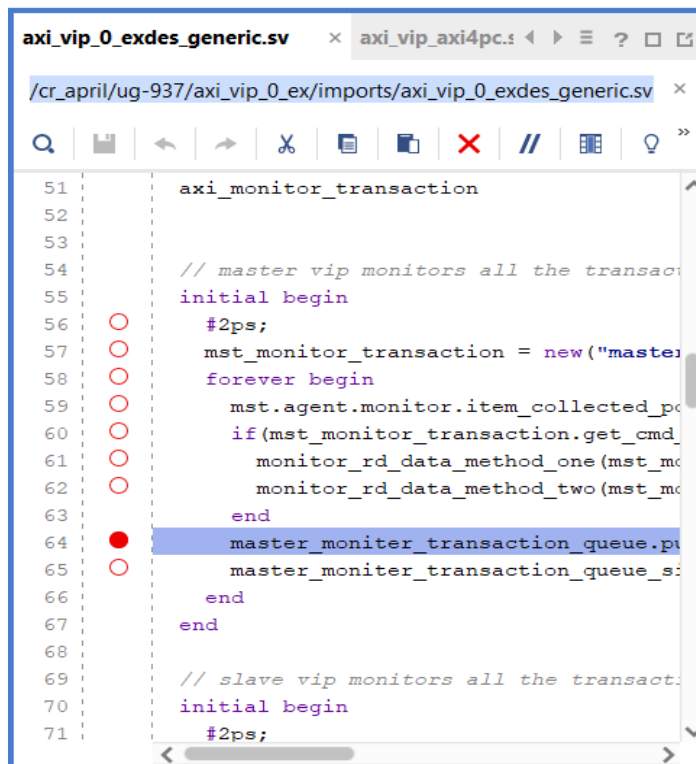 axi_vip_0_exdes_generic.sv × axi_vip_axi4pc.s
/cr_april/ug-937/axi_vip_0_ex/imports/axi_vip_0_exdes_generic.sv ×
51 axi_monitor_transaction
52
53
54 // master vip monitors all the transact
55 initial begin
56 #2ps;
57 mst_monitor_transaction = new("master
58 forever begin
59 mst.agent.monitor.item_collected_po
60 if(mst_monitor_transaction.get_cmd_
61 monitor_rd_data_method_one(mst_mo
62 monitor_rd_data_method_two(mst_mo
63 end
64 master_moniter_transaction_queue.pu
65 master_moniter_transaction_queue_si
66 end
67 end
68
69 // slave vip monitors all the transacti
70 initial begin
71 #2ps;